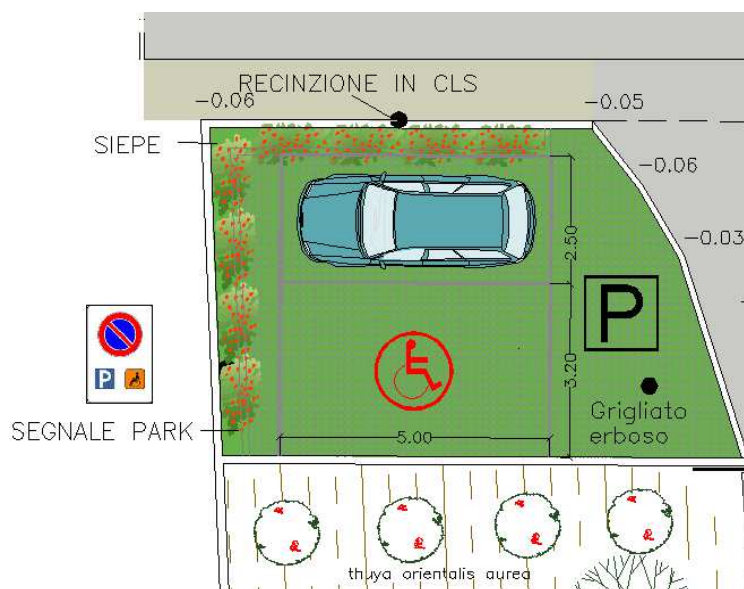 RECINZIONE IN CLS
-0.06
-0.05
SIEPE
-0.06
-0.03
2.50
P
P
3.20
Grigliato
erboso
SEGNALE PARK
5.00
thuya orientalis aurea